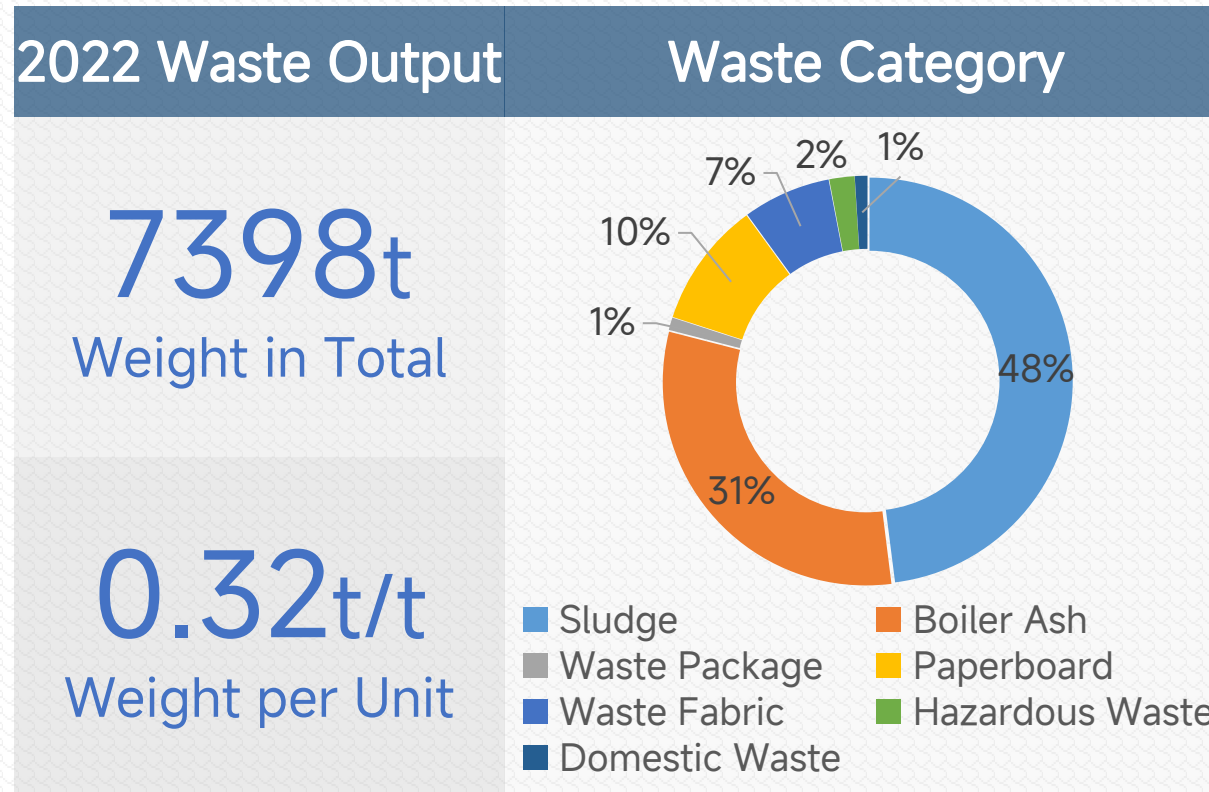 2022 Waste Output
Waste Category
7398t
Weight in Total
0.32t/t
Weight per Unit
1%
2%
7%
10%
1%
48%
31%
Sludge
Boiler Ash
Waste Package
Paperboard
Waste Fabric
Hazardous Waste
Domestic Waste